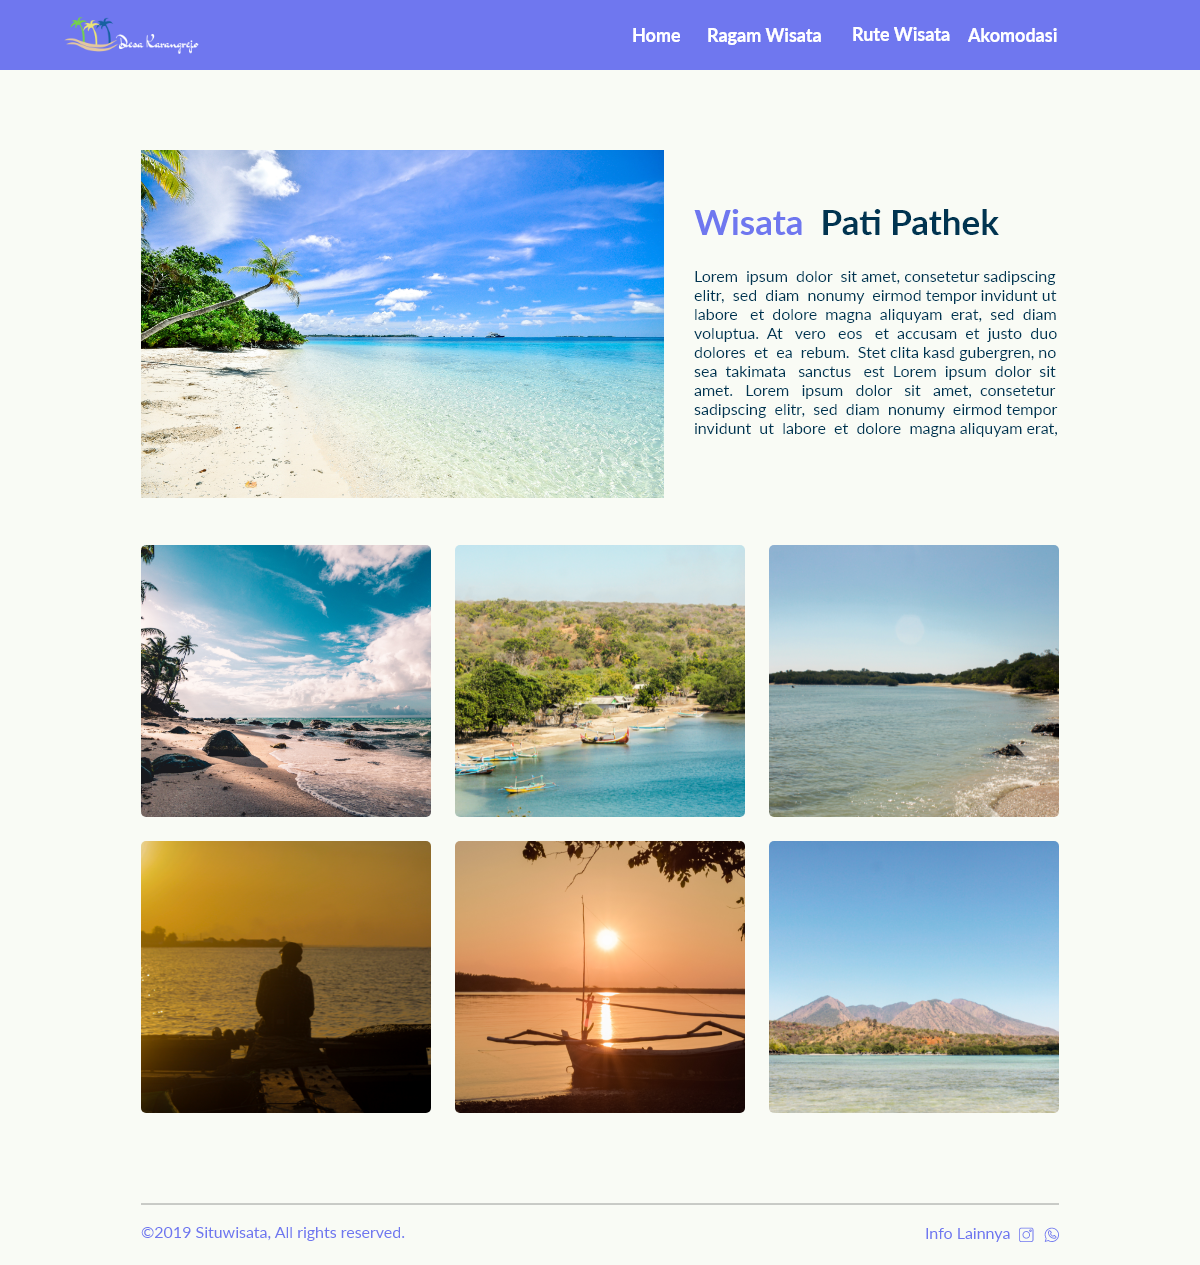 Desa Karangrejo
Home Ragam Wisata Rute Wisata Akomodasi
Wisata Pati Pathek
Lorem ipsum dolor sit amet, consetetur sadipscing
elitr, sed diam nonumy eirmod tempor invidunt ut
labore et dolore magna aliquyam erat, sed diam
voluptua. At vero eos et accusam et justo duo
dolores et ea rebum. Stet clita kasd gubergren, no
sea takimata sanctus est Lorem ipsum dolor sit
amet. Lorem ipsum dolor sit amet, consetetur
sadipscing elitr, sed diam nonumy eirmod tempor
invidunt ut labore et dolore magna aliquyam erat,
©2019 Situwisata, All rights reserved.
Info Lainnya